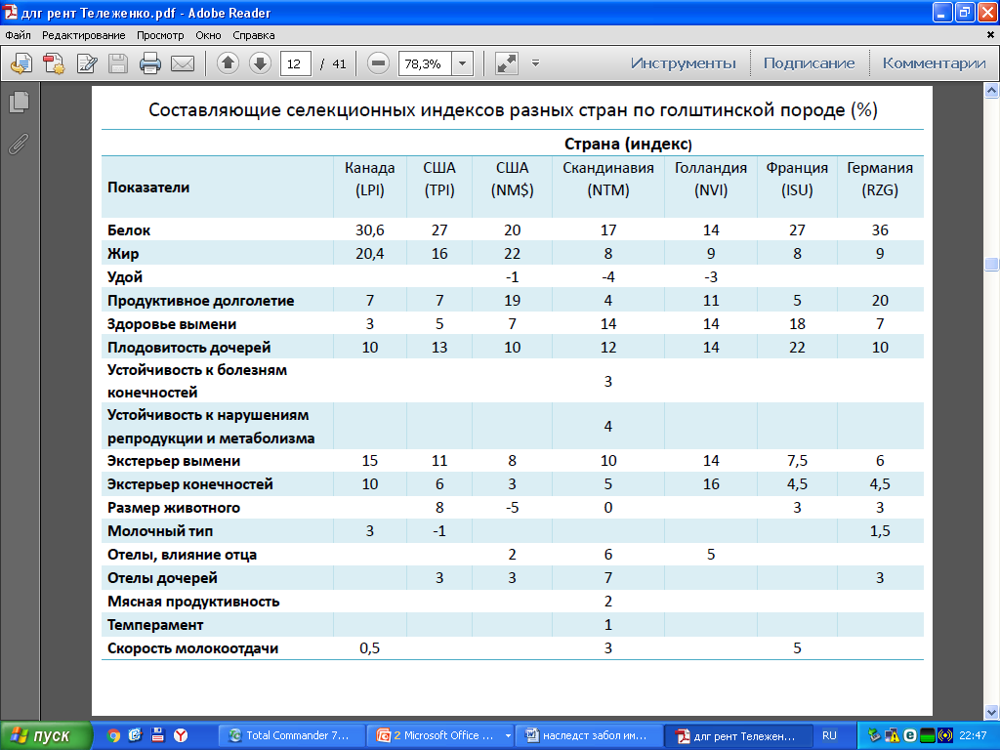 длг рент Тележенко.pdf - Adobe Reader
Файл Редактирование Просмотр Окно Справка
12 / 41 78,3% Инструменты Подписание Комментарии
Составляющие селекционных индексов разных стран по голштинской породе (%)
Страна (индекс)
Показатели Канада (LPI) США (TPI) США (NM$) Скандинавия (NTM) Голландия (NVI) Франция (ISU) Германия (RZG)
Белок 30,6 27 20 17 14 27 36
Жир 20,4 16 22 8 9 8 9
Удой -1 -4 -3
Продуктивное долголетие 7 7 19 4 11 5 20
Здоровье вымени 3 5 7 14 14 18 7
Плодовитость дочерей 10 13 10 12 14 22 10
Устойчивость к болезням
конечностей 3
Устойчивость к нарушениям
репродукции и метаболизма 4
Экстерьер вымени 15 11 8 10 14 7,5 6
Экстерьер конечностей 10 6 3 5 16 4,5 4,5
Размер животного 8 -5 0 3 3
Молочный тип 3 -1 1,5
Отелы, влияние отца 2 6 5
Отелы дочерей 3 3 7 3
Мясная продуктивность 2
Темперамент 1
Скорость молокоотдачи 0,5 3 5
пуск Total Commander 7... 2 Microsoft Office ... наследст забол им... длг рент Тележен... RU 22:47